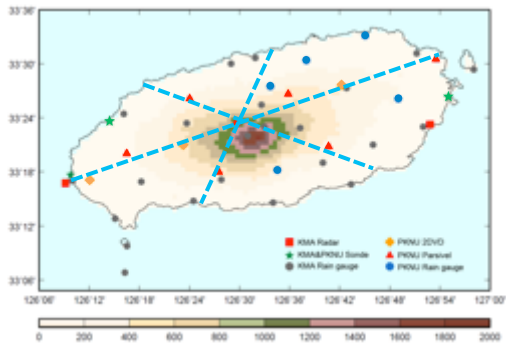 33°36'
33°30'
33°24'
33°18'
33°12'
33°06'
KMA Radar
PKNU 2DVD
KMA&PKNU Sonde
PKNU Parsivel
KMA Rain gauge
PKNU Rain gauge
126°06' 126°12' 126°18' 126°24' 126°30' 126°36' 126°42' 126°48' 126°54' 127°00'
0 200 400 600 800 1000 1200 1400 1600 1800 2000